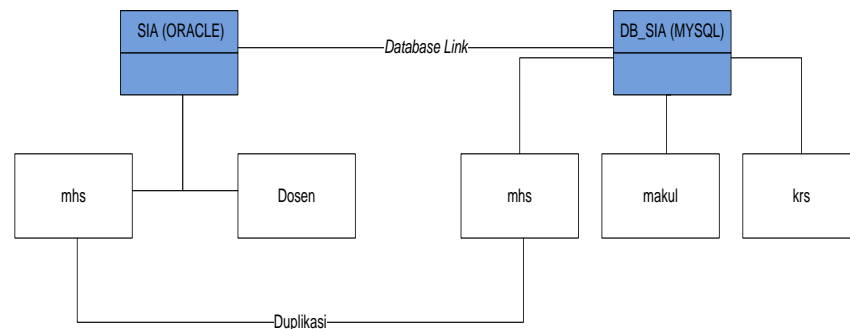 SIA (ORACLE)
Database Link
DB_SIA (MYSQL)
mhs
Dosen
mhs
makul
krs
Duplikasi